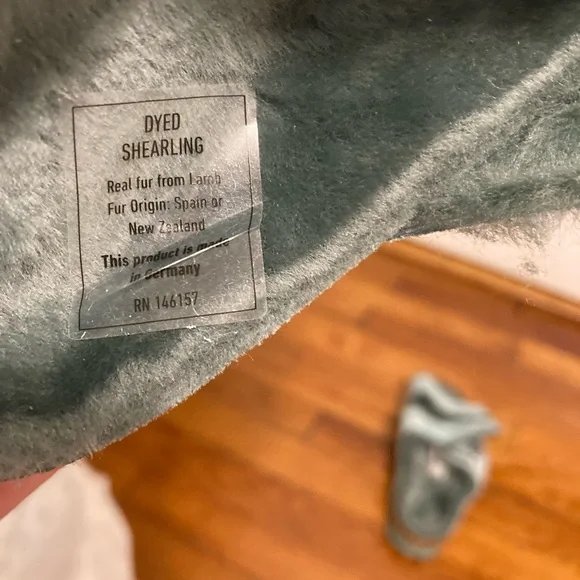 DYED
SHEARLING
Real fur from Lamb
Fur Origin: Spain or
New Zealand
This product is made
in Germany
RN 146157